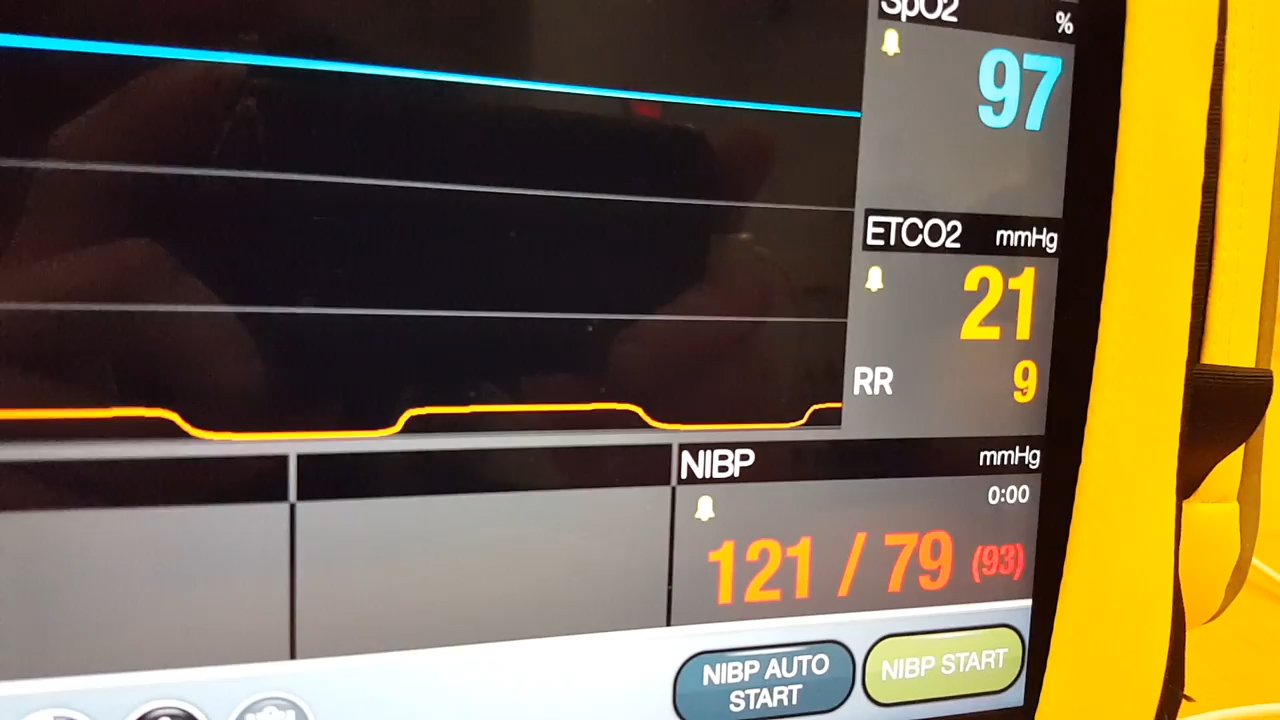 SpO2 %
97
ETCO2 mmHg
21
RR 9
NIBP mmHg
0:00
121 / 79 (93)
NIBP AUTO
START
NIBP START